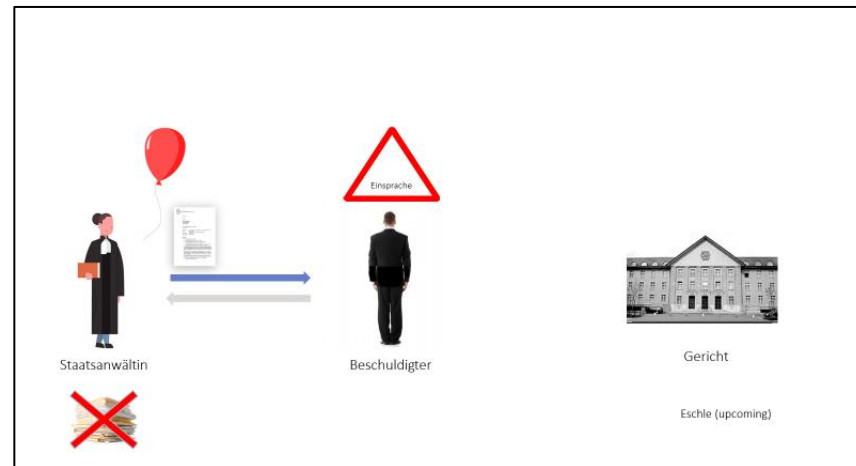 Einsprache
Staatsanwältin
Beschuldigter
Gericht
Eschle (upcoming)